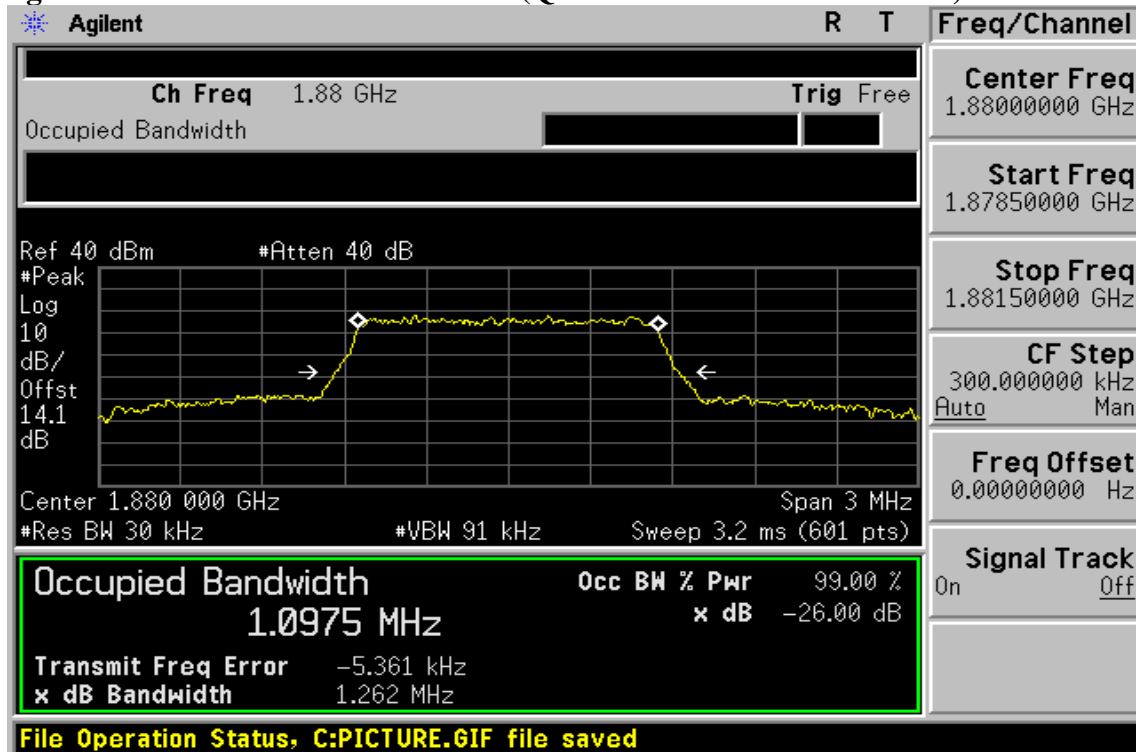 Agilent R T
Ch Freq 1.88 GHz Trig Free
Occupied Bandwidth
Ref 40 dBm #Atten 40 dB
#Peak
Log
10
dB/
Offst
14.1
dB
Center 1.880 000 GHz Span 3 MHz
#Res BW 30 kHz #VBW 91 kHz Sweep 3.2 ms (601 pts)
Occupied Bandwidth Occ BW % Pwr 99.00 %
1.0975 MHz x dB -26.00 dB
Transmit Freq Error -5.361 kHz
x dB Bandwidth 1.262 MHz
File Operation Status, C:PICTURE.GIF file saved
Freq/Channel
Center Freq
1.88000000 GHz
Start Freq
1.87850000 GHz
Stop Freq
1.88150000 GHz
CF Step
300.000000 kHz
Auto Man
Freq Offset
0.00000000 Hz
Signal Track
On Off